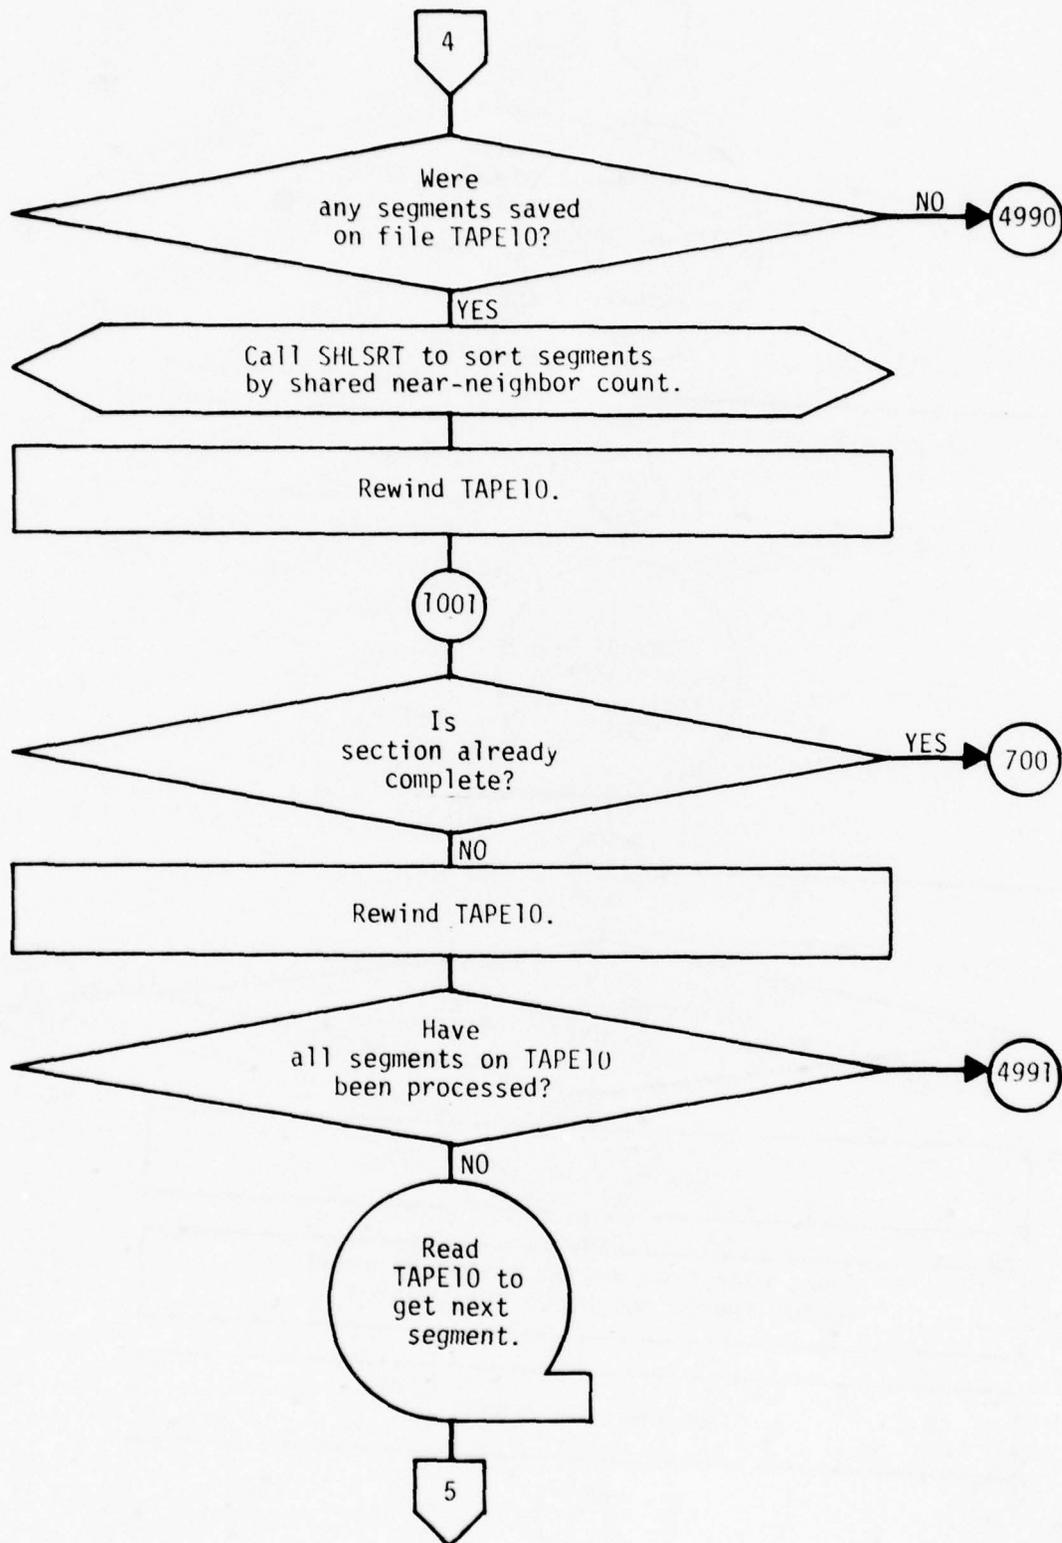 4
Were
any segments saved
on file TAPE10?
NO
4990
YES
Call SHLSRT to sort segments
by shared near-neighbor count.
Rewind TAPE10.
1001
Is
section already
complete?
YES
700
NO
Rewind TAPE10.
Have
all segments on TAPE10
been processed?
4991
NO
Read
TAPE10 to
get next
segment.
5